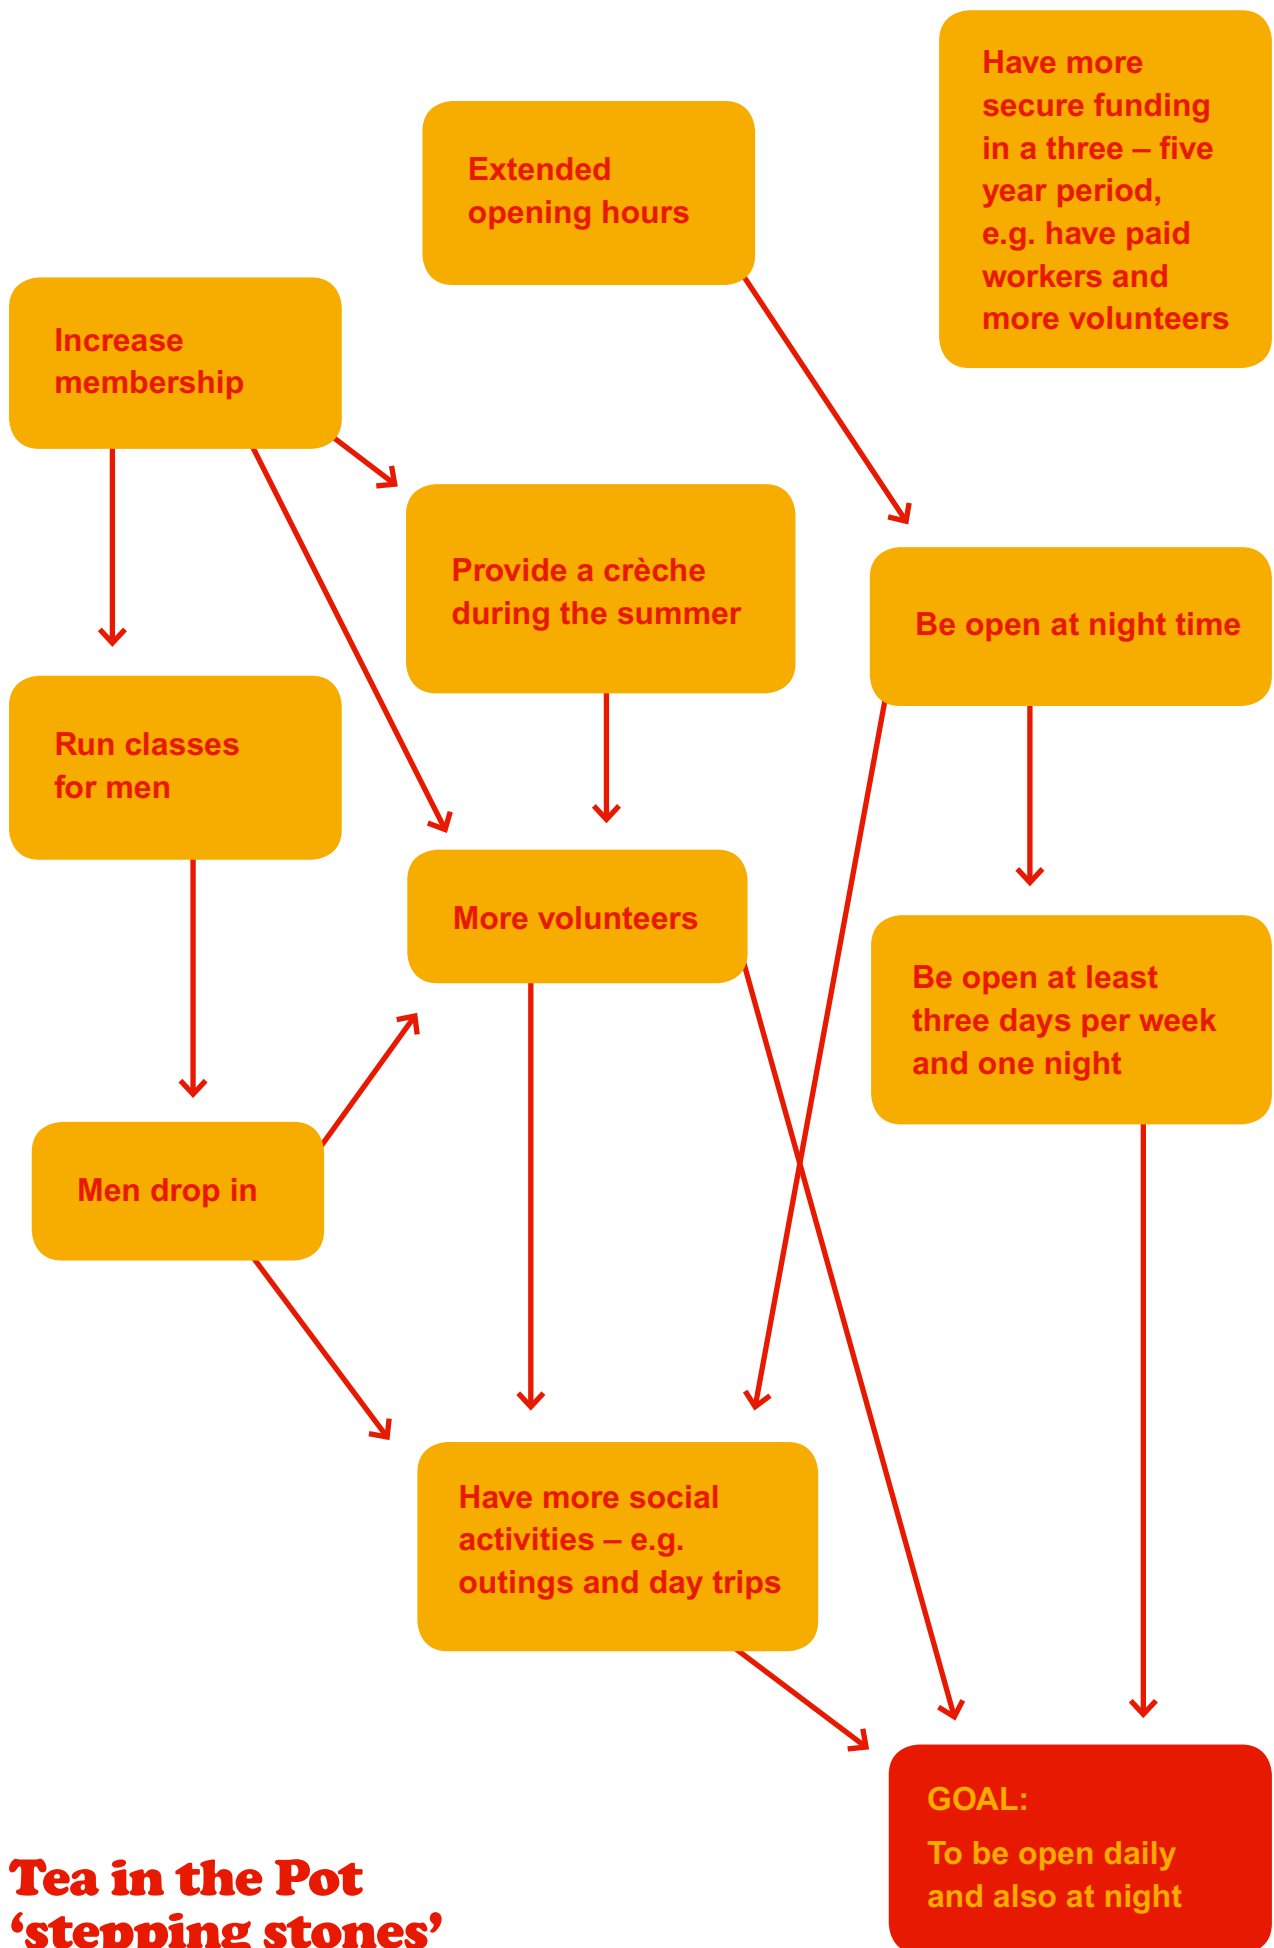 Have more
secure funding
in a three – five
year period,
e.g. have paid
workers and
more volunteers
Extended
opening hours
Increase
membership
Provide a crèche
during the summer
Be open at night time
Run classes
for men
More volunteers
Be open at least
three days per week
and one night
Men drop in
Have more social
activities – e.g.
outings and day trips
GOAL:
To be open daily
and also at night
Tea in the Pot
‘stepping stones’